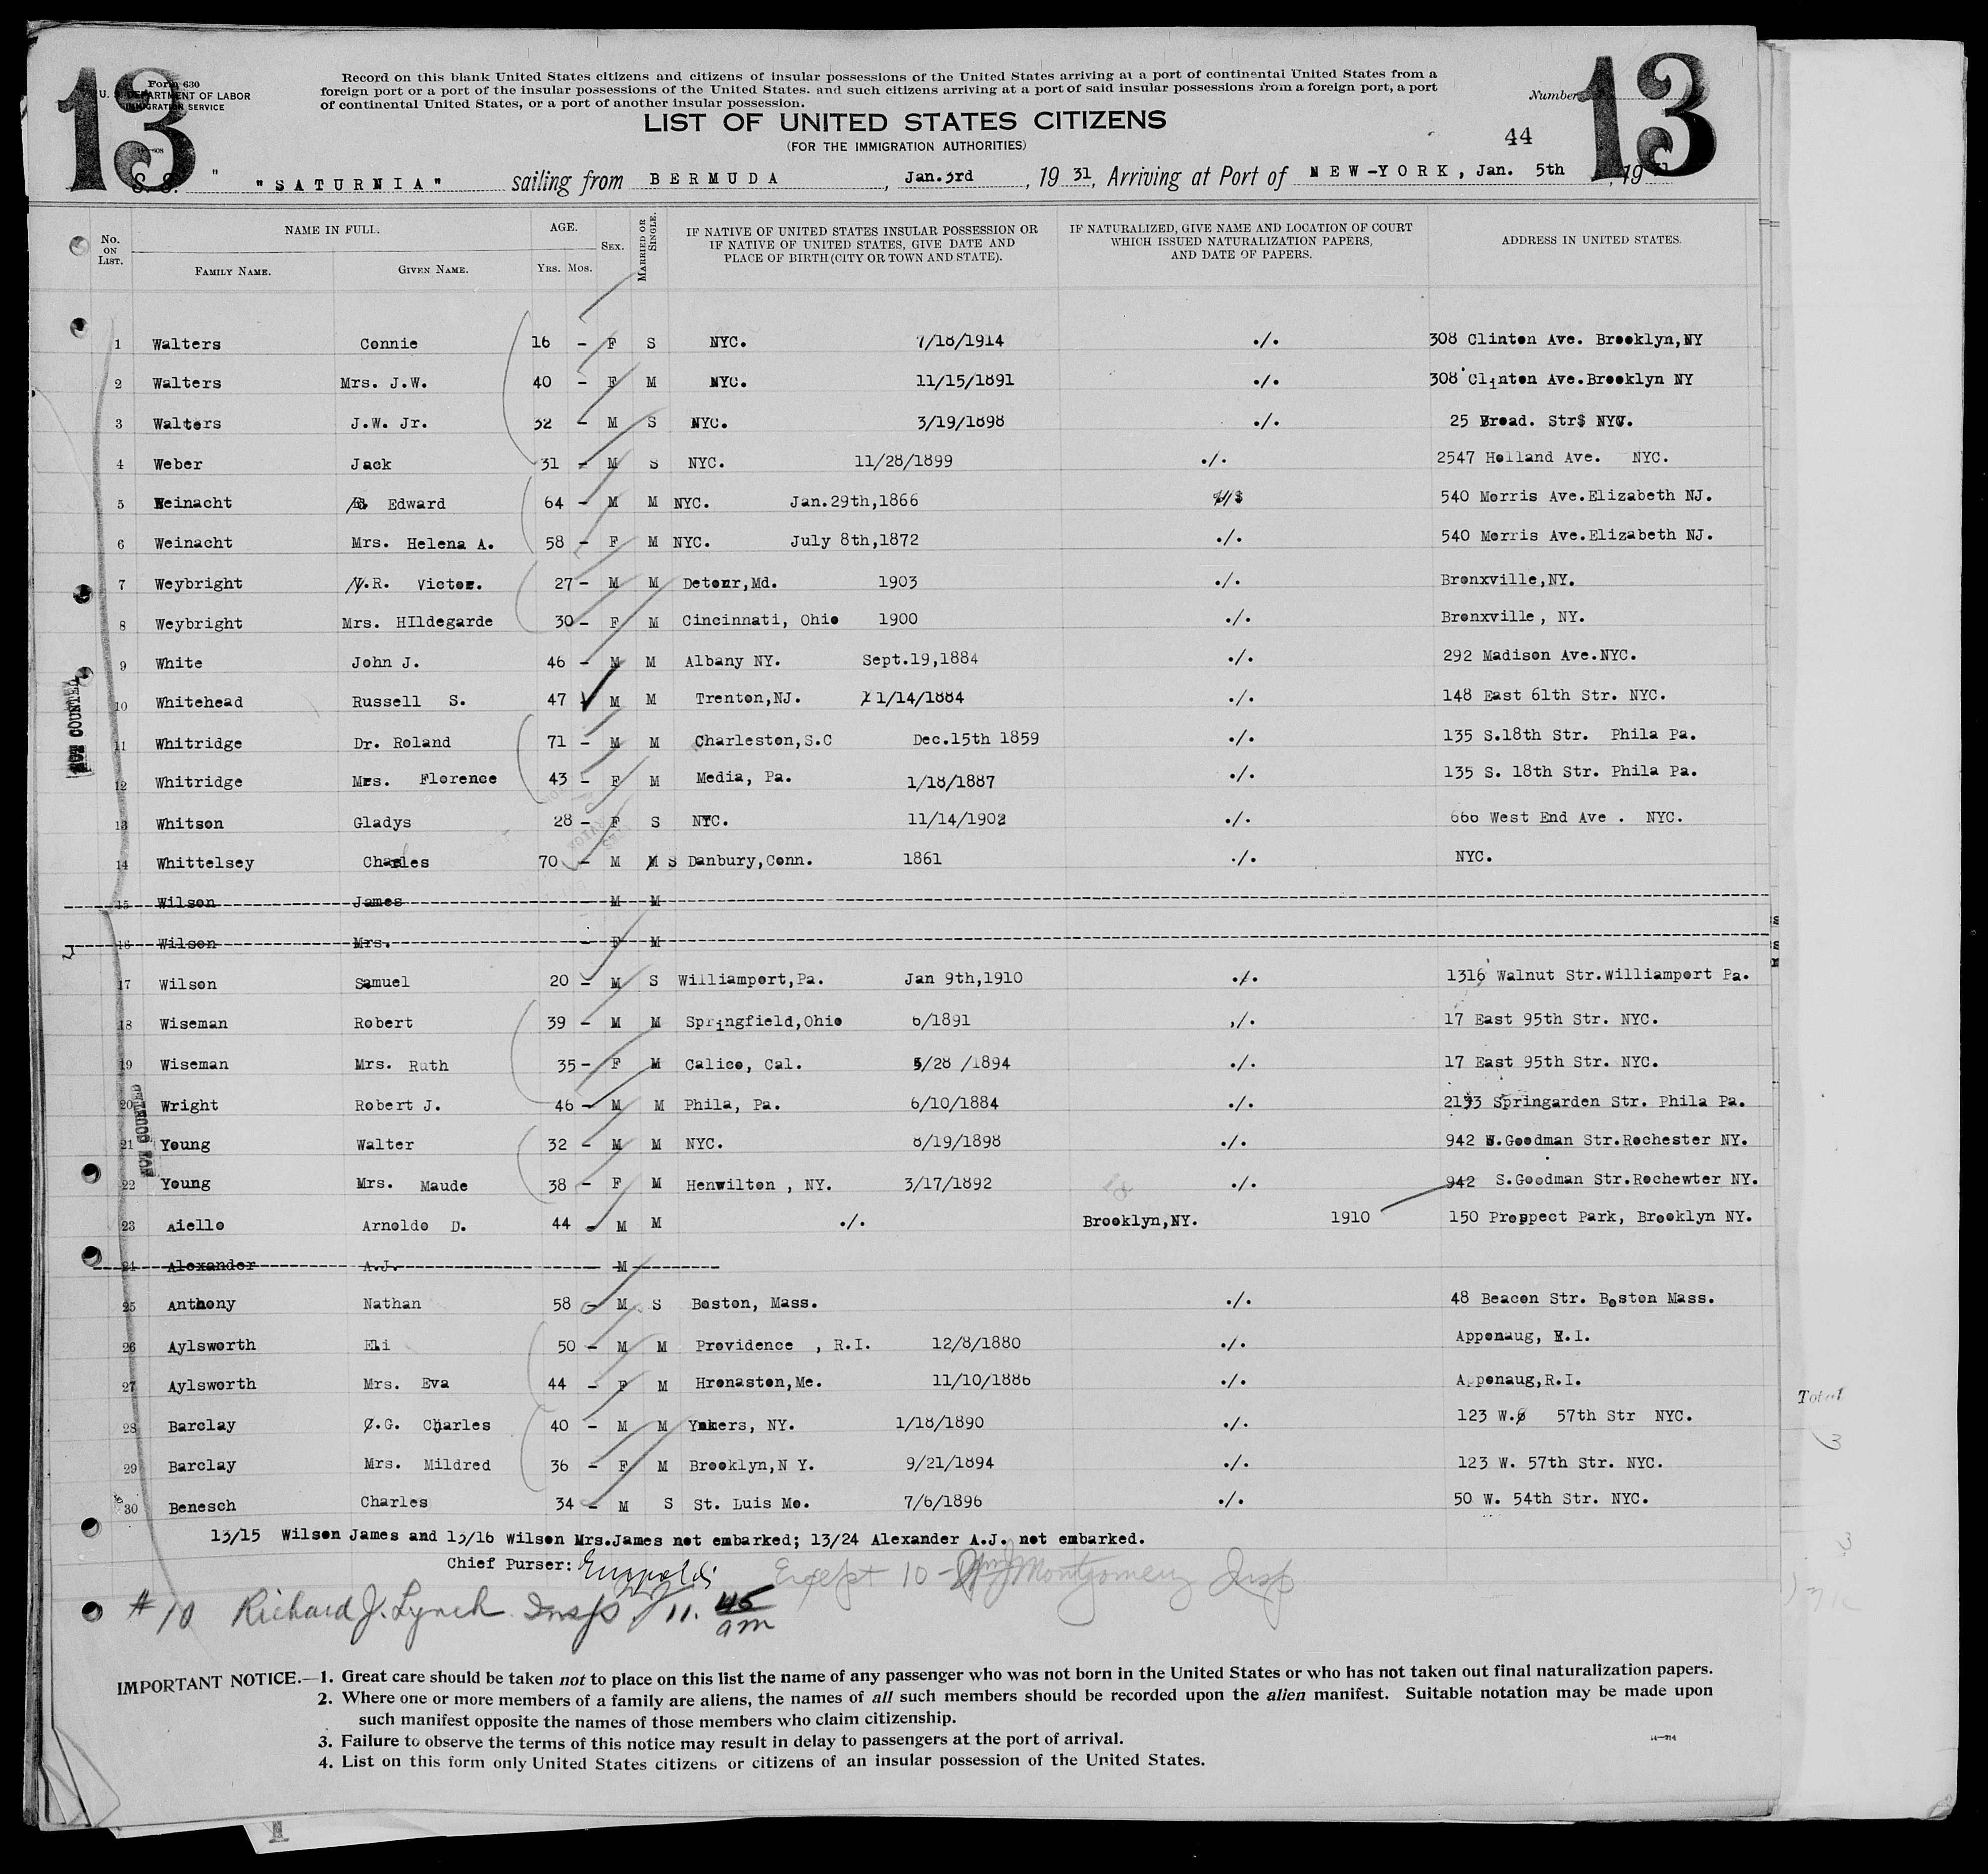 13
13
Form 630
U. S. DEPARTMENT OF LABOR
IMMIGRATION SERVICE
Record on this blank United States citizens and citizens of insular possessions of the United States arriving at a port of continental United States from a
foreign port or a port of the insular possessions of the United States. and such citizens arriving at a port of said insular possessions from a foreign port, a port
of continental United States, or a port of another insular possession.
Number
LIST OF UNITED STATES CITIZENS
(FOR THE IMMIGRATION AUTHORITIES)
44
S. S. "SATURNIA" sailing from BERMUDA, Jan.3rd, 1931, Arriving at Port of NEW-YORK, Jan. 5th, 1931
No. ON LIST. NAME IN FULL. AGE. SEX. MARRIED OR SINGLE. IF NATIVE OF UNITED STATES INSULAR POSSESSION OR IF NATIVE OF UNITED STATES, GIVE DATE AND PLACE OF BIRTH (CITY OR TOWN AND STATE). IF NATURALIZED, GIVE NAME AND LOCATION OF COURT WHICH ISSUED NATURALIZATION PAPERS, AND DATE OF PAPERS. ADDRESS IN UNITED STATES.
FAMILY NAME. GIVEN NAME. YRS. MOS.
1 Walters Connie 16 - F S NYC. 7/18/1914 ./. 308 Clinton Ave. Brooklyn,NY
2 Walters Mrs. J.W. 40 - F M NYC. 11/15/1891 ./. 308 Clinton Ave.Brooklyn NY
3 Walters J.W. Jr. 32 - M S NYC. 3/19/1898 ./. 25 Broad. Str$ NYC.
4 Weber Jack 31 - M S NYC. 11/28/1899 ./. 2547 Holland Ave. NYC.
5 Weinacht Edward 64 - M M NYC. Jan.29th,1866 540 Morris Ave.Elizabeth NJ.
6 Weinacht Mrs. Helena A. 58 - F M NYC. July 8th,1872 ./. 540 Morris Ave.Elizabeth NJ.
7 Weybright V.R. Victor. 27 - M M Detour,Md. 1903 ./. Bronxville,NY.
8 Weybright Mrs. HIldegarde 30 - F M Cincinnati, Ohio 1900 ./. Bronxville, NY.
9 White John J. 46 - M M Albany NY. Sept.19,1884 ./. 292 Madison Ave.NYC.
10 Whitehead Russell S. 47 M M Trenton,NJ. 1/14/1884 ./. 148 East 61th Str. NYC.
11 Whitridge Dr. Roland 71 - M M Charleston,S.C Dec.15th 1859 ./. 135 S.18th Str. Phila Pa.
12 Whitridge Mrs. Florence 43 - F M Media, Pa. 1/18/1887 ./. 135 S. 18th Str. Phila Pa.
13 Whitson Gladys 28 - F S NYC. 11/14/1902 ./. 666 West End Ave . NYC.
14 Whittelsey Charles 70 - M M S Danbury,Conn. 1861 ./. NYC.
15 Wilson James M M
16 Wilson Mrs. - F M
17 Wilson Samuel 20 - M S Williamport,Pa. Jan 9th,1910 ./. 1316 Walnut Str.Williamport Pa.
18 Wiseman Robert 39 - M M Springfield,Ohio 6/1891 ,/. 17 East 95th Str. NYC.
19 Wiseman Mrs. Ruth 35 - F M Calico, Cal. 5/28 /1894 ./. 17 East 95th Str. NYC.
20 Wright Robert J. 46 - M M Phila, Pa. 6/10/1884 ./. 2133 Springarden Str. Phila Pa.
21 Young Walter 32 - M M NYC. 8/19/1898 ./. 942 S.Goodman Str.Rochester NY.
22 Young Mrs. Maude 38 - F M Henwilton , NY. 3/17/1892 ./. 942 S.Goodman Str.Rochewter NY.
23 Aiello Arnoldo D. 44 - M M ./. Brooklyn,NY. 1910 150 Prospect Park, Brooklyn NY.
24 Alexander A.J. M
25 Anthony Nathan 58 - M S Boston, Mass. ./. 48 Beacon Str. Boston Mass.
26 Aylsworth Eli 50 - M M Providence , R.I. 12/8/1880 ./. Apponaug, R.I.
27 Aylsworth Mrs. Eva 44 - F M Hronaston,Me. 11/10/1886 ./. Apponaug,R.I.
28 Barclay C.G. Charles 40 - M M Yonkers, NY. 1/18/1890 ./. 123 W. 57th Str NYC.
29 Barclay Mrs. Mildred 36 - F M Brooklyn,N Y. 9/21/1894 ./. 123 W. 57th Str. NYC.
30 Benesch Charles 34 - M S St. Luis Mo. 7/6/1896 ./. 50 W. 54th Str. NYC.
NOT COUNTED
NOT COUNTED
Total
3
13/15 Wilson James and 13/16 Wilson Mrs.James not embarked; 13/24 Alexander A.J. not embarked.
Chief Purser: Except 10 - Montgomery Insp
#10 Richard J. Lynch Insp. 11.45 am
IMPORTANT NOTICE.—1. Great care should be taken not to place on this list the name of any passenger who was not born in the United States or who has not taken out final naturalization papers.
2. Where one or more members of a family are aliens, the names of all such members should be recorded upon the alien manifest. Suitable notation may be made upon
such manifest opposite the names of those members who claim citizenship.
3. Failure to observe the terms of this notice may result in delay to passengers at the port of arrival.
14—714
4. List on this form only United States citizens or citizens of an insular possession of the United States.